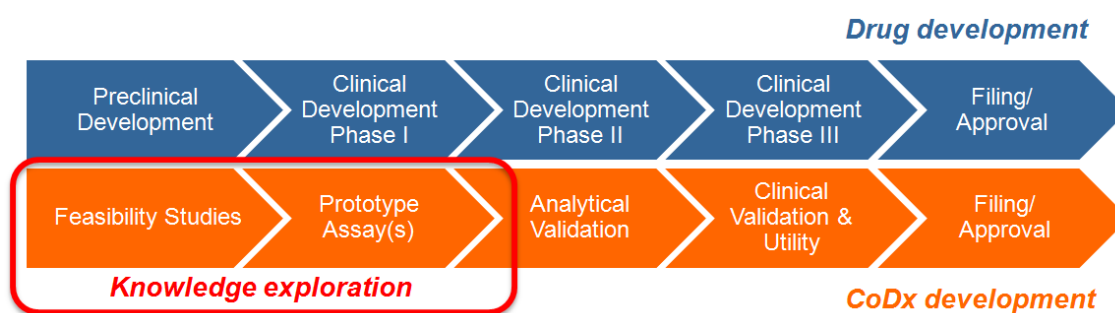 Drug development
Preclinical
Development
Clinical
Development
Phase I
Clinical
Development
Phase II
Clinical
Development
Phase III
Filing/
Approval
Feasibility Studies
Prototype
Assay(s)
Analytical
Validation
Clinical
Validation &
Utility
Filing/
Approval
Knowledge exploration
CoDx development